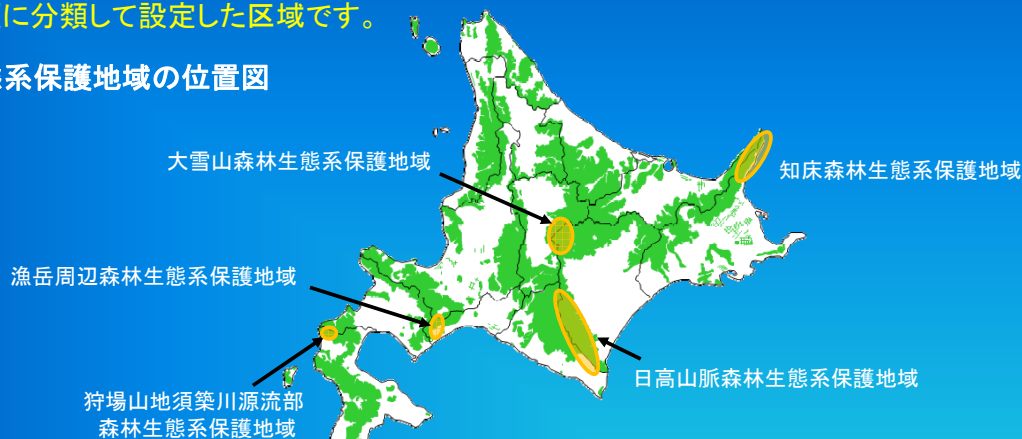 に分類して設定した区域です。
系保護地域の位置図
大雪山森林生態系保護地域
知床森林生態系保護地域
漁岳周辺森林生態系保護地域
日高山脈森林生態系保護地域
狩場山地須築川源流部
森林生態系保護地域